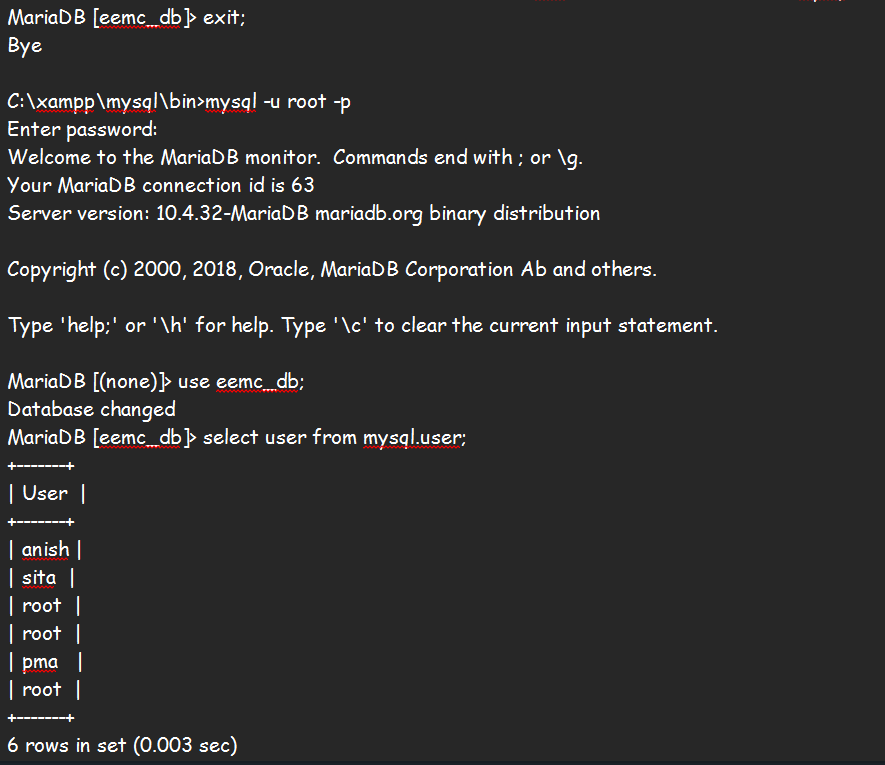 MariaDB [eemc_db]> exit;
Bye
C:\xampp\mysql\bin>mysql -u root -p
Enter password:
Welcome to the MariaDB monitor.  Commands end with ; or \g.
Your MariaDB connection id is 63
Server version: 10.4.32-MariaDB mariadb.org binary distribution
Copyright (c) 2000, 2018, Oracle, MariaDB Corporation Ab and others.
Type 'help;' or '\h' for help. Type '\c' to clear the current input statement.
MariaDB [(none)]> use eemc_db;
Database changed
MariaDB [eemc_db]> select user from mysql.user;
+-------+
| User  |
+-------+
| anish |
| sita  |
| root  |
| root  |
| pma   |
| root  |
+-------+
6 rows in set (0.003 sec)